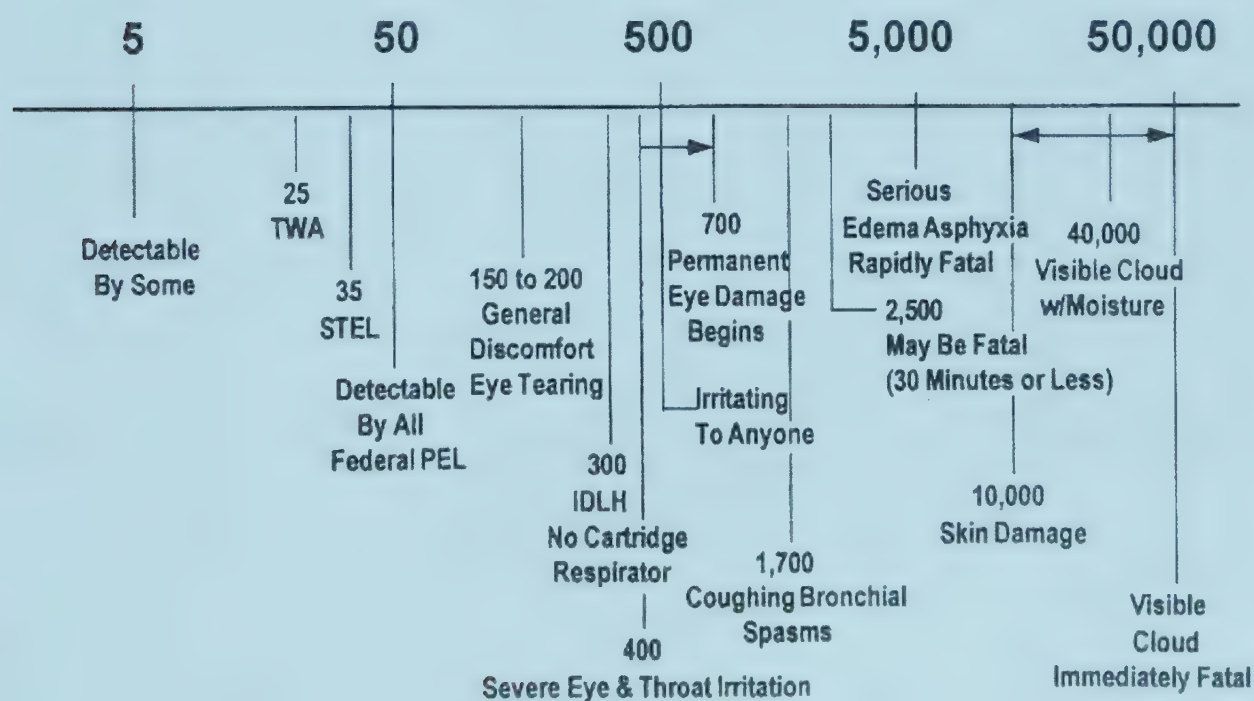 5 50 500 5,000 50,000
Detectable
By Some
25
TWA
35
STEL
Detectable
By All
Federal PEL
150 to 200
General
Discomfort
Eye Tearing
300
IDLH
No Cartridge
Respirator
400
Severe Eye & Throat Irritation
Irritating
To Anyone
700
Permanent
Eye Damage
Begins
1,700
Coughing Bronchial
Spasms
2,500
May Be Fatal
(30 Minutes or Less)
Serious
Edema Asphyxia
Rapidly Fatal
10,000
Skin Damage
40,000
Visible Cloud
w/Moisture
Visible
Cloud
Immediately Fatal